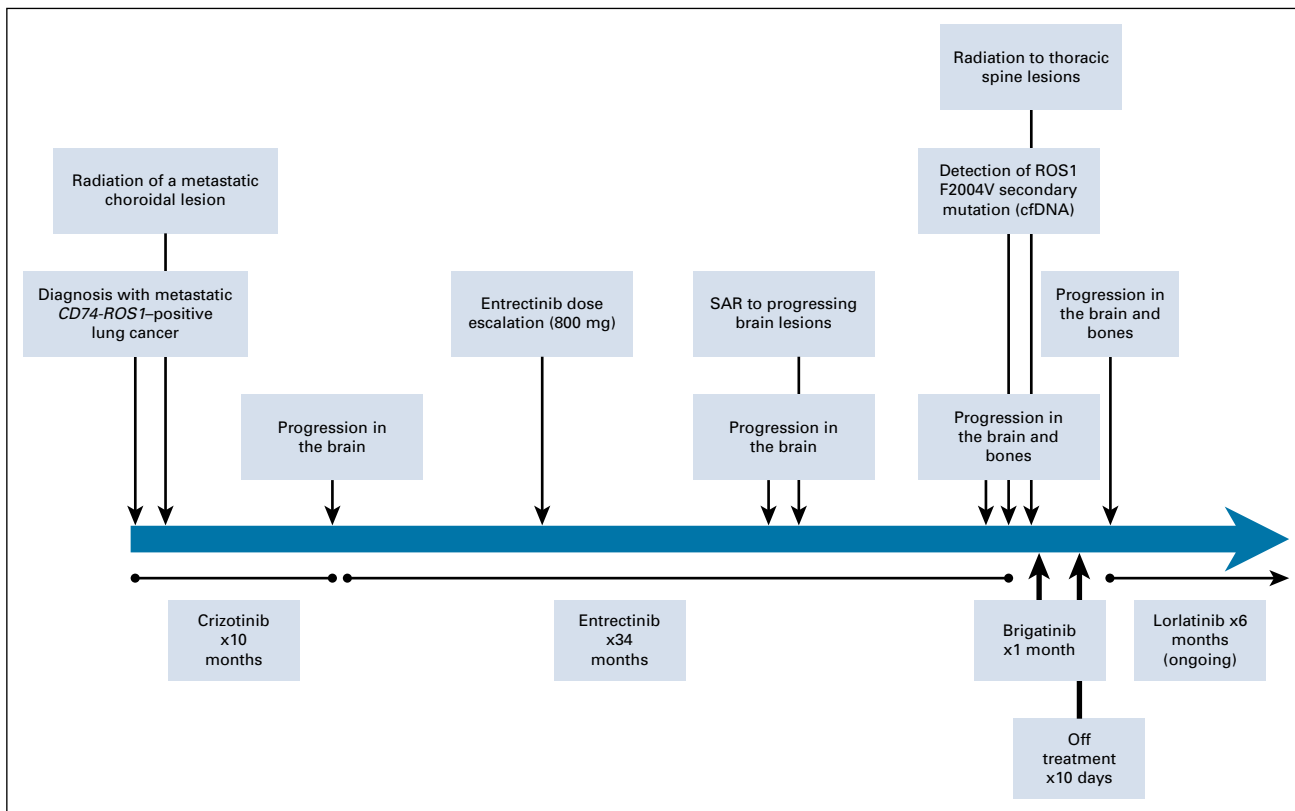 Radiation to thoracic
spine lesions
Radiation of a metastatic
choroidal lesion
Detection of ROS1
F2004V secondary
mutation (cfDNA)
Diagnosis with metastatic
CD74-ROS1–positive
lung cancer
Entrectinib dose
escalation (800 mg)
SAR to progressing
brain lesions
Progression in
the brain and
bones
Progression in
the brain
Progression in
the brain
Progression in
the brain and
bones
Crizotinib
x10
months
Entrectinib
x34
months
Brigatinib
x1 month
Lorlatinib x6
months
(ongoing)
Off
treatment
x10 days